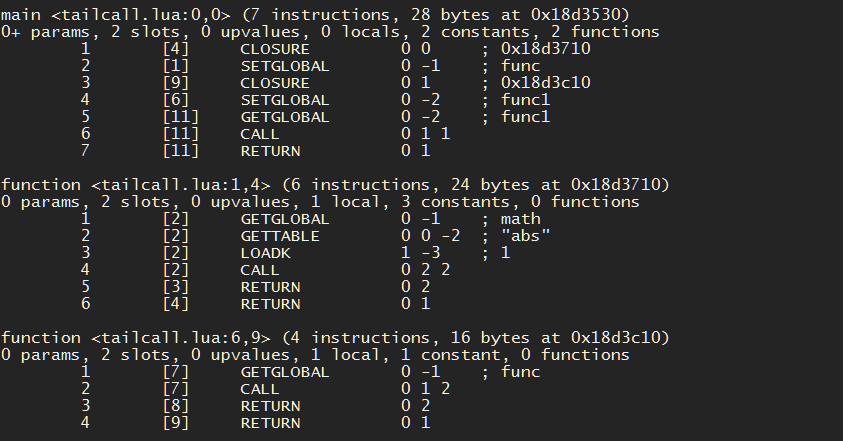 main <tailcall.lua:0,0> (7 instructions, 28 bytes at 0x18d3530)
0+ params, 2 slots, 0 upvalues, 0 locals, 2 constants, 2 functions
1 [4] CLOSURE 0 0 ; 0x18d3710
2 [1] SETGLOBAL 0 -1 ; func
3 [9] CLOSURE 0 1 ; 0x18d3c10
4 [6] SETGLOBAL 0 -2 ; func1
5 [11] GETGLOBAL 0 -2 ; func1
6 [11] CALL 0 1 1
7 [11] RETURN 0 1
function <tailcall.lua:1,4> (6 instructions, 24 bytes at 0x18d3710)
0 params, 2 slots, 0 upvalues, 1 local, 3 constants, 0 functions
1 [2] GETGLOBAL 0 -1 ; math
2 [2] GETTABLE 0 0 -2 ; "abs"
3 [2] LOADK 1 -3 ; 1
4 [2] CALL 0 2 2
5 [3] RETURN 0 2
6 [4] RETURN 0 1
function <tailcall.lua:6,9> (4 instructions, 16 bytes at 0x18d3c10)
0 params, 2 slots, 0 upvalues, 1 local, 1 constant, 0 functions
1 [7] GETGLOBAL 0 -1 ; func
2 [7] CALL 0 1 2
3 [8] RETURN 0 2
4 [9] RETURN 0 1